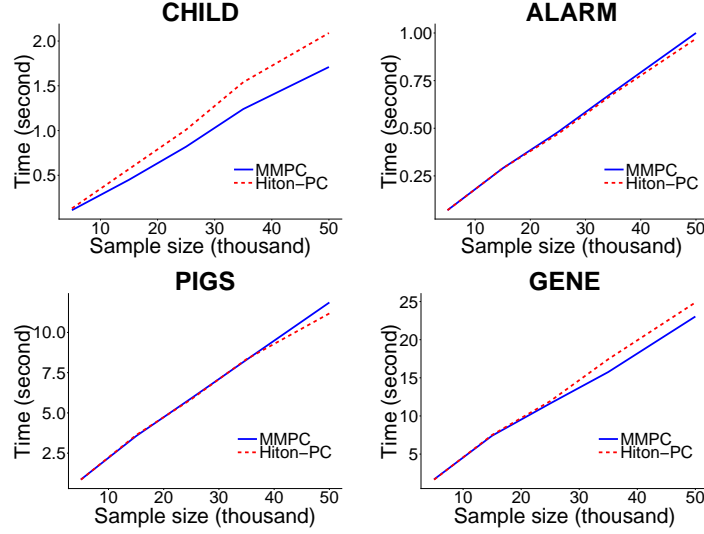 CHILD
Time (second)
2.0
1.5
1.0
0.5
MMPC
Hiton-PC
10 20 30 40 50
Sample size (thousand)
ALARM
Time (second)
1.00
0.75
0.50
0.25
MMPC
Hiton-PC
10 20 30 40 50
Sample size (thousand)
PIGS
Time (second)
10.0
7.5
5.0
2.5
MMPC
Hiton-PC
10 20 30 40 50
Sample size (thousand)
GENE
Time (second)
25
20
15
10
5
MMPC
Hiton-PC
10 20 30 40 50
Sample size (thousand)